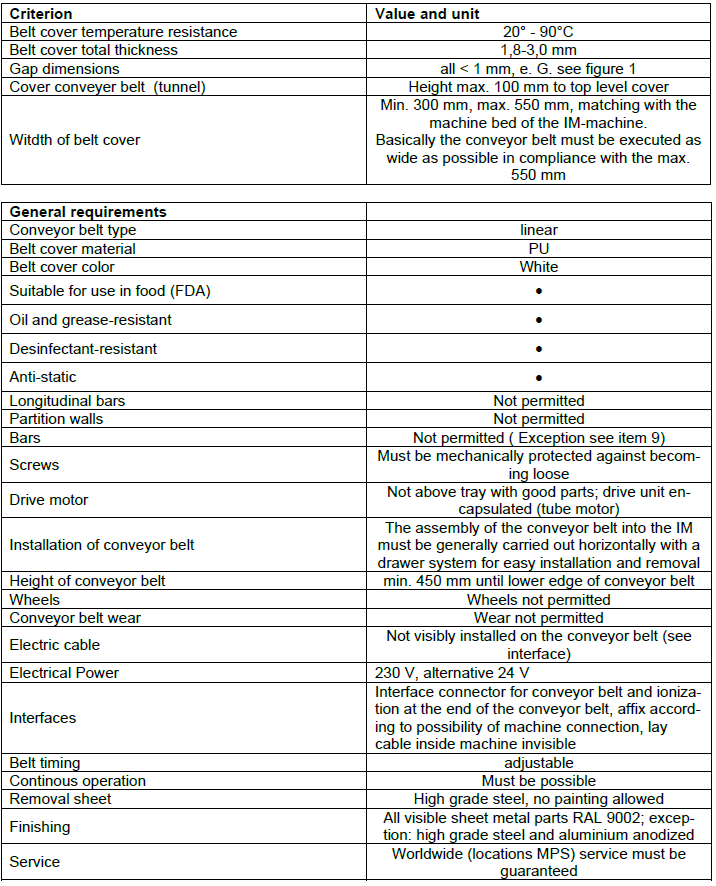 Criterion Value and unit
Belt cover temperature resistance 20° - 90°C
Belt cover total thickness 1,8-3,0 mm
Gap dimensions all < 1 mm, e. G. see figure 1
Cover conveyer belt (tunnel) Height max. 100 mm to top level cover
Witdth of belt cover
Min. 300 mm, max. 550 mm, matching with the
machine bed of the IM-machine.
Basically the conveyor belt must be executed as
wide as possible in compliance with the max.
550 mm
General requirements
Conveyor belt type linear
Belt cover material PU
Belt cover color White
Suitable for use in food (FDA) •
Oil and grease-resistant •
Desinfectant-resistant •
Anti-static •
Longitudinal bars Not permitted
Partition walls Not permitted
Bars Not permitted ( Exception see item 9)
Screws
Must be mechanically protected against becom-
ing loose
Drive motor
Not above tray with good parts; drive unit en-
capsulated (tube motor)
Installation of conveyor belt
The assembly of the conveyor belt into the IM
must be generally carried out horizontally with a
drawer system for easy installation and removal
Height of conveyor belt min. 450 mm until lower edge of conveyor belt
Wheels Wheels not permitted
Conveyor belt wear Wear not permitted
Electric cable
Not visibly installed on the conveyor belt (see
interface)
Electrical Power 230 V, alternative 24 V
Interfaces
Interface connector for conveyor belt and ioniza-
tion at the end of the conveyor belt, affix accord-
ing to possibility of machine connection, lay
cable inside machine invisible
Belt timing adjustable
Continous operation Must be possible
Removal sheet High grade steel, no painting allowed
Finishing
All visible sheet metal parts RAL 9002; excep-
tion: high grade steel and aluminium anodized
Service
Worldwide (locations MPS) service must be
guaranteed